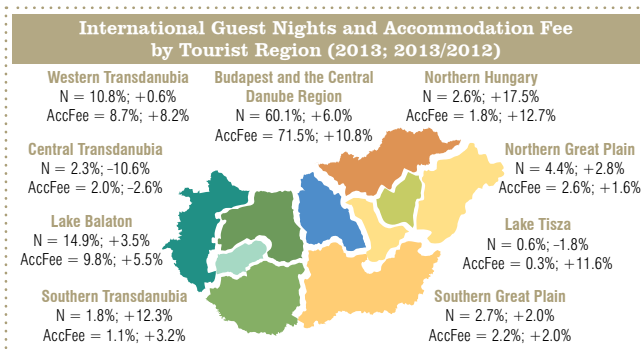 International Guest Nights and Accommodation Fee
by Tourist Region (2013; 2013/2012)
Western Transdanubia
N = 10.8%; +0.6%
AccFee = 8.7%; +8.2%
Budapest and the Central
Danube Region
N = 60.1%; +6.0%
AccFee = 71.5%; +10.8%
Northern Hungary
N = 2.6%; +17.5%
AccFee = 1.8%; +12.7%
Central Transdanubia
N = 2.3%; -10.6%
AccFee = 2.0%; –2.6%
Northern Great Plain
N = 4.4%; +2.8%
AccFee = 2.6%; +1.6%
Lake Balaton
N = 14.9%; +3.5%
AccFee = 9.8%; +5.5%
Lake Tisza
N = 0.6%; -1.8%
AccFee = 0.3%; +11.6%
Southern Transdanubia
N = 1.8%; +12.3%
AccFee = 1.1%; +3.2%
Southern Great Plain
N = 2.7%; +2.0%
AccFee = 2.2%; +2.0%